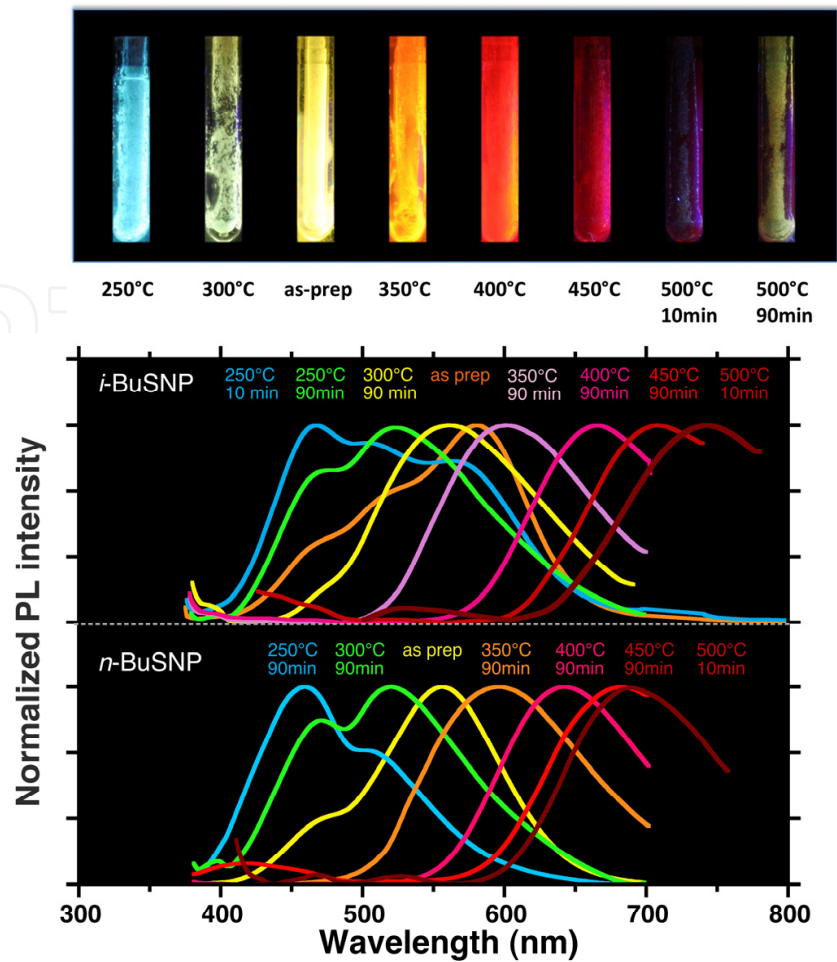 250°C 300°C as-prep 350°C 400°C 450°C 500°C 500°C
10min 90min
i-BuSNP
250°C 250°C 300°C as prep 350°C 400°C 450°C 500°C
10 min 90min 90 min 90 min 90min 90min 10min
n-BuSNP
250°C 300°C as prep 350°C 400°C 450°C 500°C
90min 90min 90min 90min 90min 10min
Normalized PL intensity
300 400 500 600 700 800
Wavelength (nm)